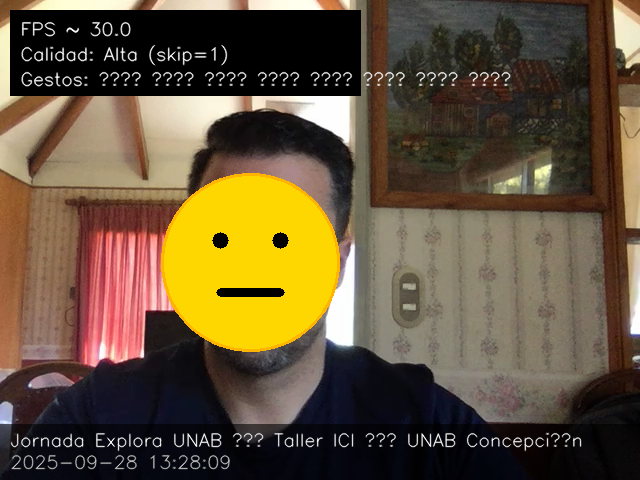 FPS ~ 30.0
Calidad: Alta (skip=1)
Gestos: ???? ???? ???? ???? ???? ???? ???? ????
Jornada Explora UNAB ??? Taller ICI ??? UNAB Concepci??n
2025-09-28 13:28:09